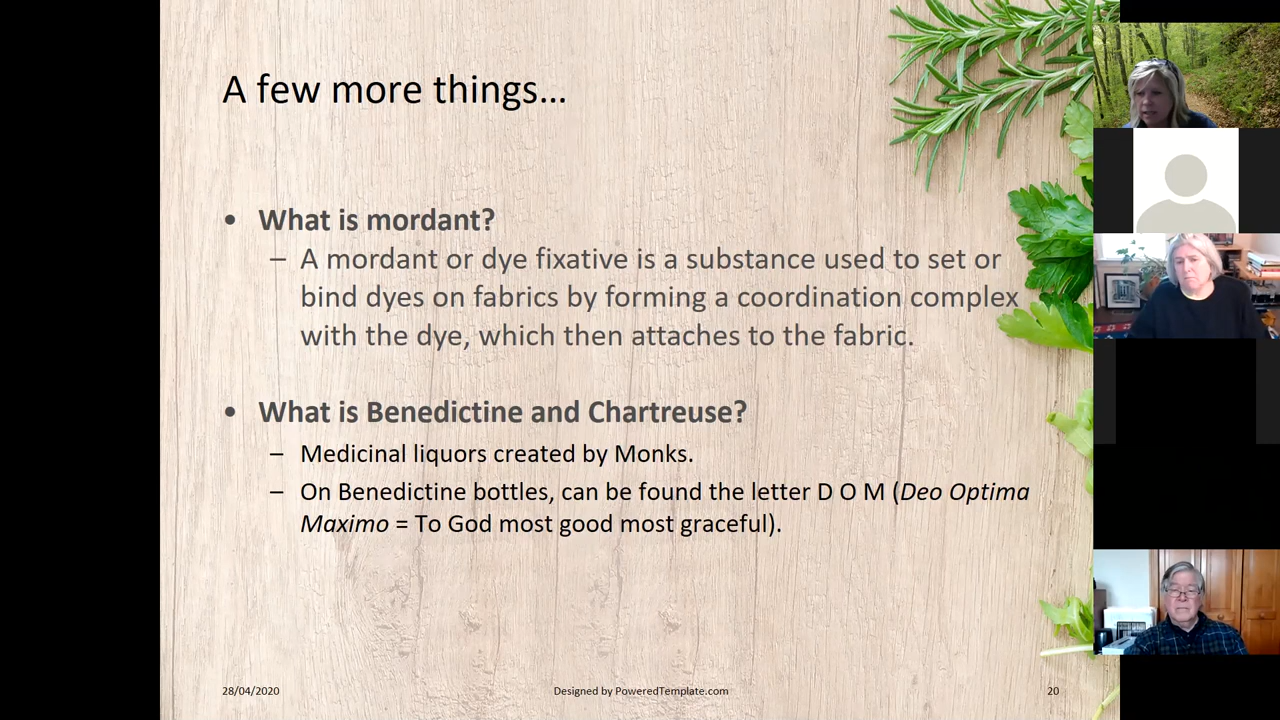 A few more things…
• What is mordant?
– A mordant or dye fixative is a substance used to set or
bind dyes on fabrics by forming a coordination complex
with the dye, which then attaches to the fabric.
• What is Benedictine and Chartreuse?
– Medicinal liquors created by Monks.
– On Benedictine bottles, can be found the letter D O M (Deo Optima
Maximo = To God most good most graceful).
28/04/2020
Designed by PoweredTemplate.com
20